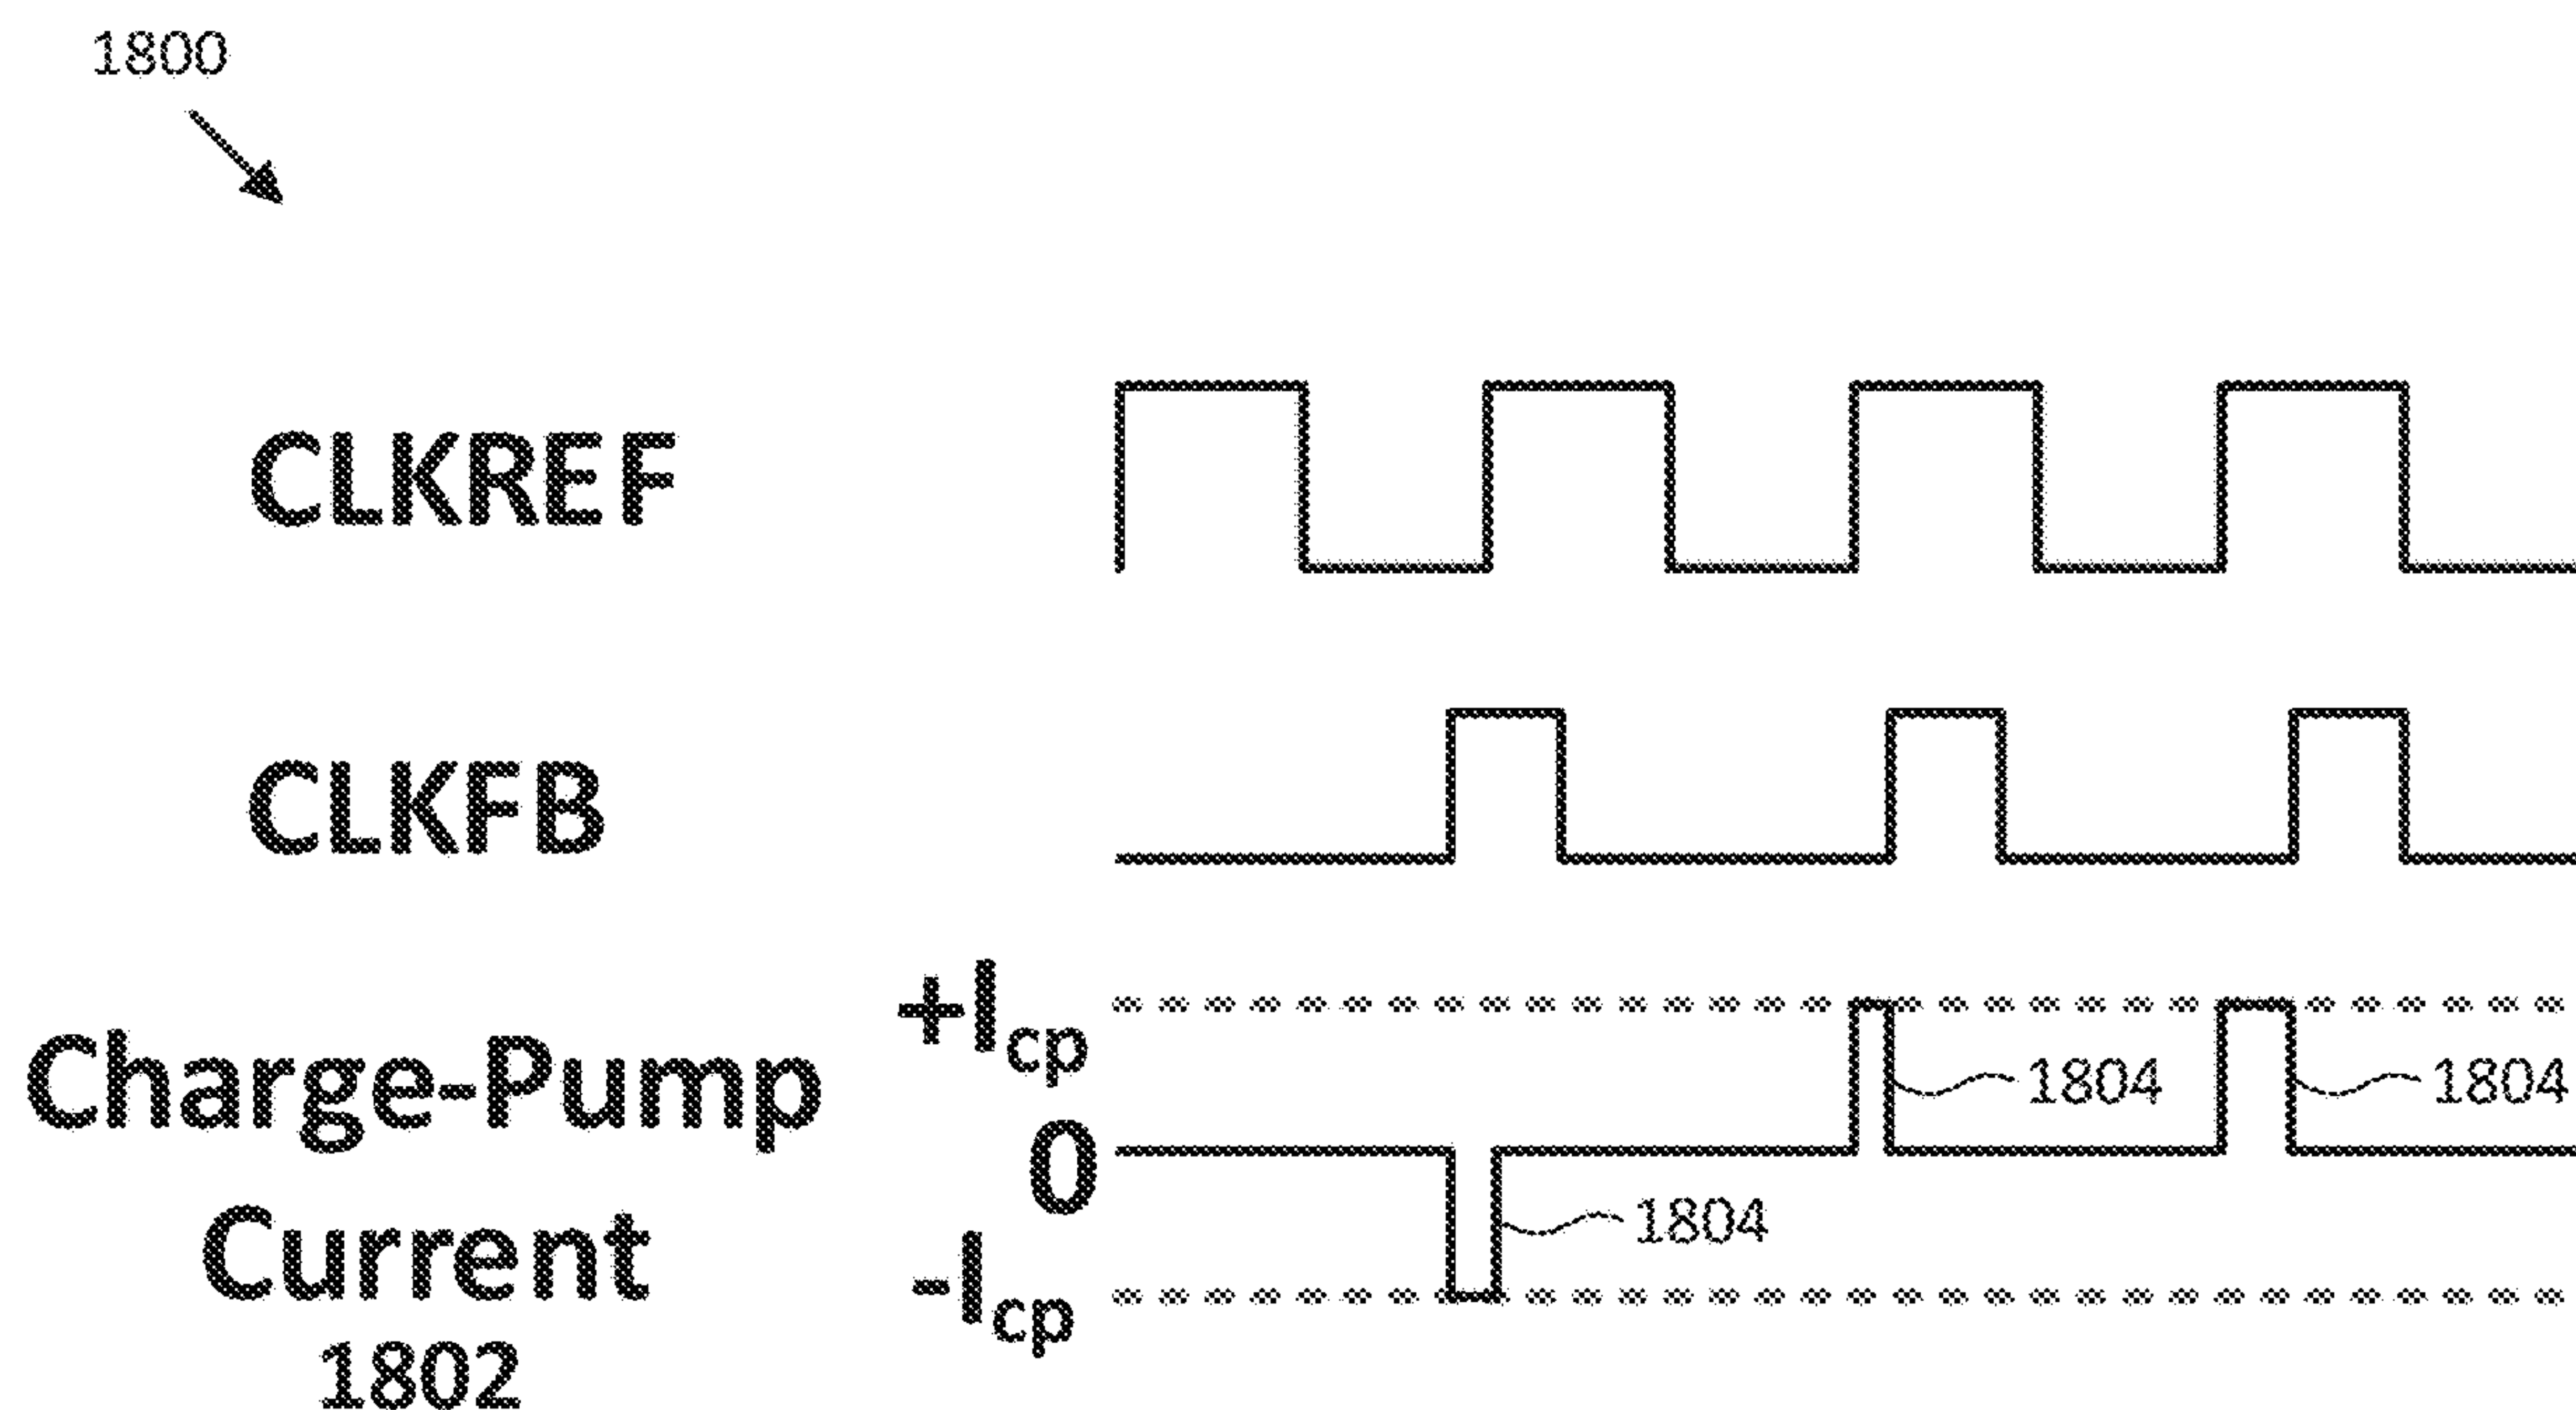 1800
CLKREF
CLKFB
Charge-Pump
Current
1802
+Icp
0
-Icp
1804
1804
1804